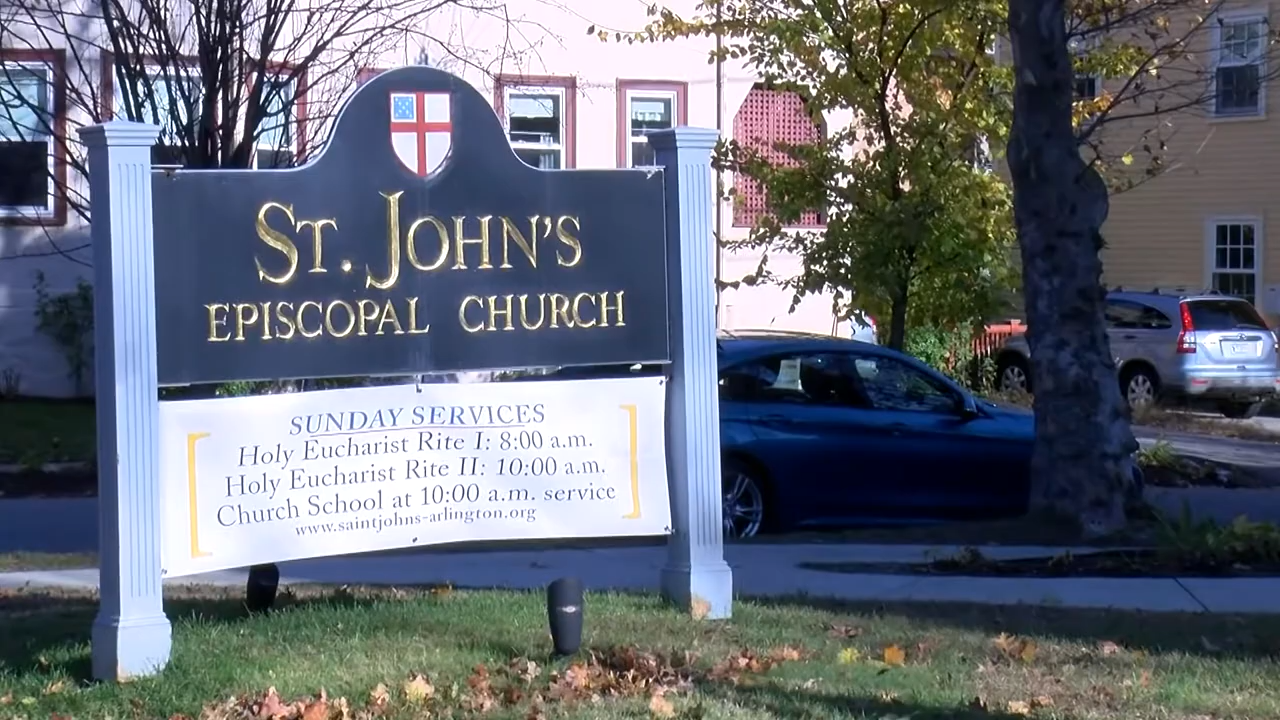 ST. JOHN'S
EPISCOPAL CHURCH
SUNDAY SERVICES
Holy Eucharist Rite I: 8:00 a.m.
Holy Eucharist Rite II: 10:00 a.m.
Church School at 10:00 a.m. service
www.saintjohns-arlington.org